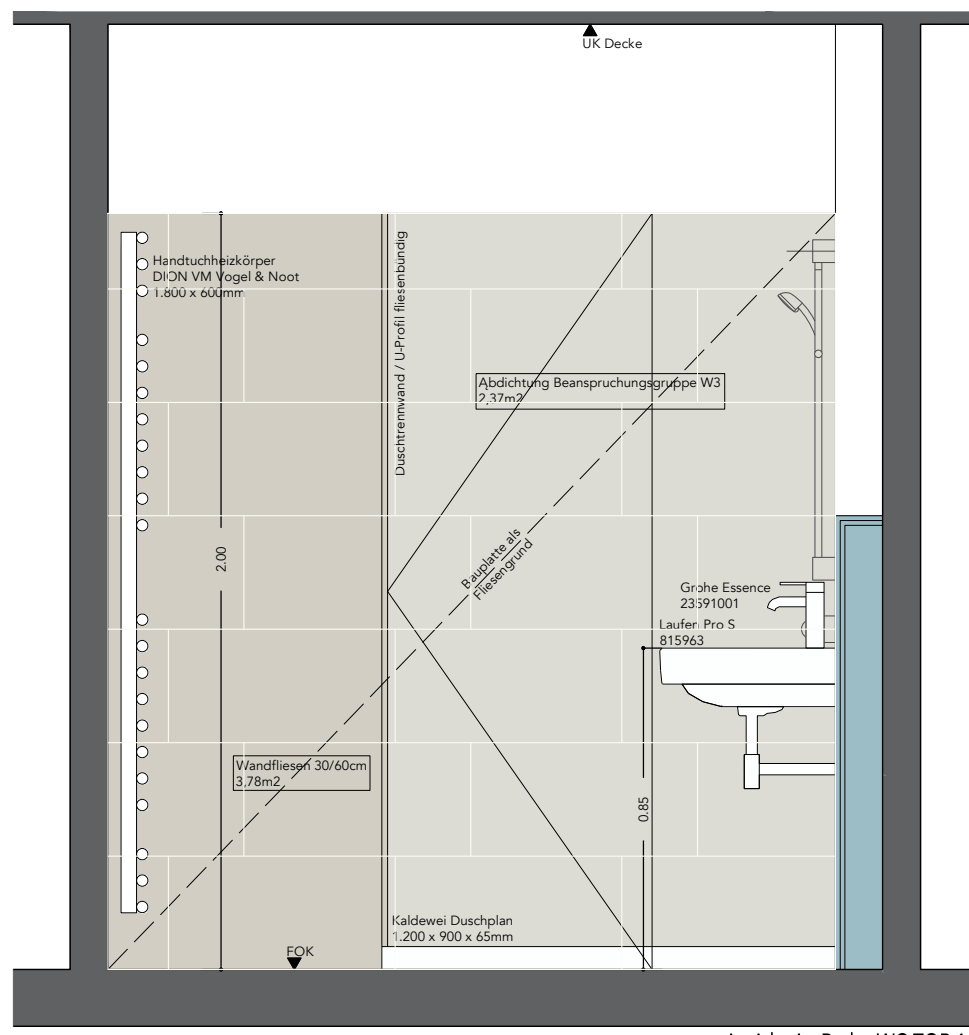 UK Decke
Handtuchheizkörper
DION VM Vogel & Noot
1.800 x 600mm
Duschtrennwand / U-Profil fliesenbündig
Abdichtung Beanspruchungsgruppe W3
2,37m2
2.00
Bauplatte als
Fliesengrund
Grohe Essence
23591001
Laufen Pro S
815963
Wandfliesen 30/60cm
3,78m2
0.85
Kaldewei Duschplan
1.200 x 900 x 65mm
FOK